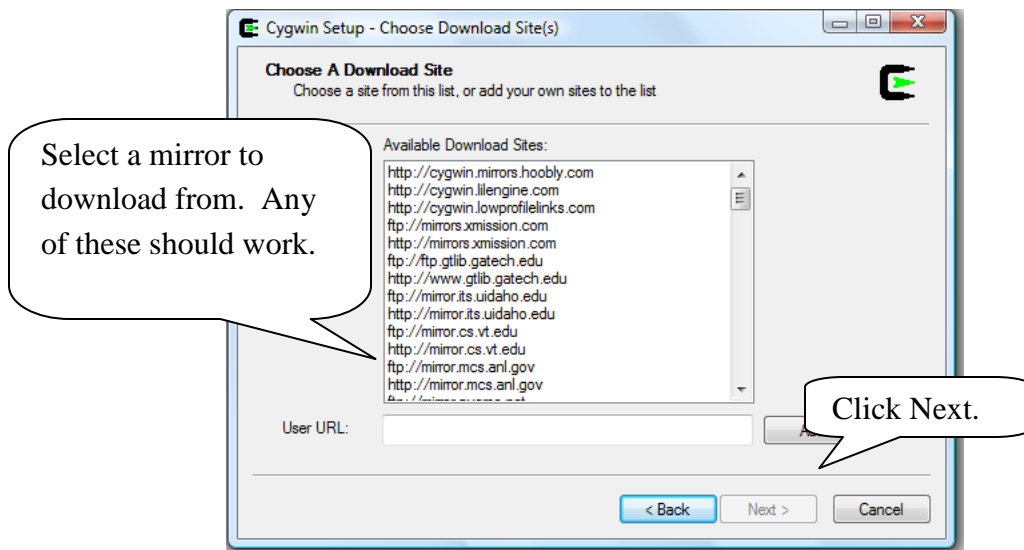 Cygwin Setup - Choose Download Site(s)
Choose A Download Site
Choose a site from this list, or add your own sites to the list
Select a mirror to
download from. Any
of these should work.
Available Download Sites:
http://cygwin.mirrors.hoobly.com
http://cygwin.lilengine.com
http://cygwin.lowprofilelinks.com
ftp://mirrors.xmission.com
http://mirrors.xmission.com
ftp://ftp.gtlib.gatech.edu
http://www.gtlib.gatech.edu
ftp://mirror.its.uidaho.edu
http://mirror.its.uidaho.edu
ftp://mirror.cs.vt.edu
http://mirror.cs.vt.edu
ftp://mirror.mcs.anl.gov
http://mirror.mcs.anl.gov
Click Next.
User URL:
< Back
Next >
Cancel